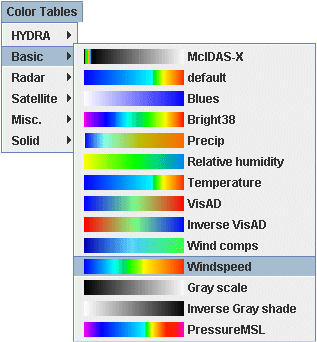 Color Tables
HYDRA
Basic
Radar
Satellite
Misc.
Solid
McIDAS-X
default
Blues
Bright38
Precip
Relative humidity
Temperature
VisAD
Inverse VisAD
Wind comps
Windspeed
Gray scale
Inverse Gray shade
PressureMSL